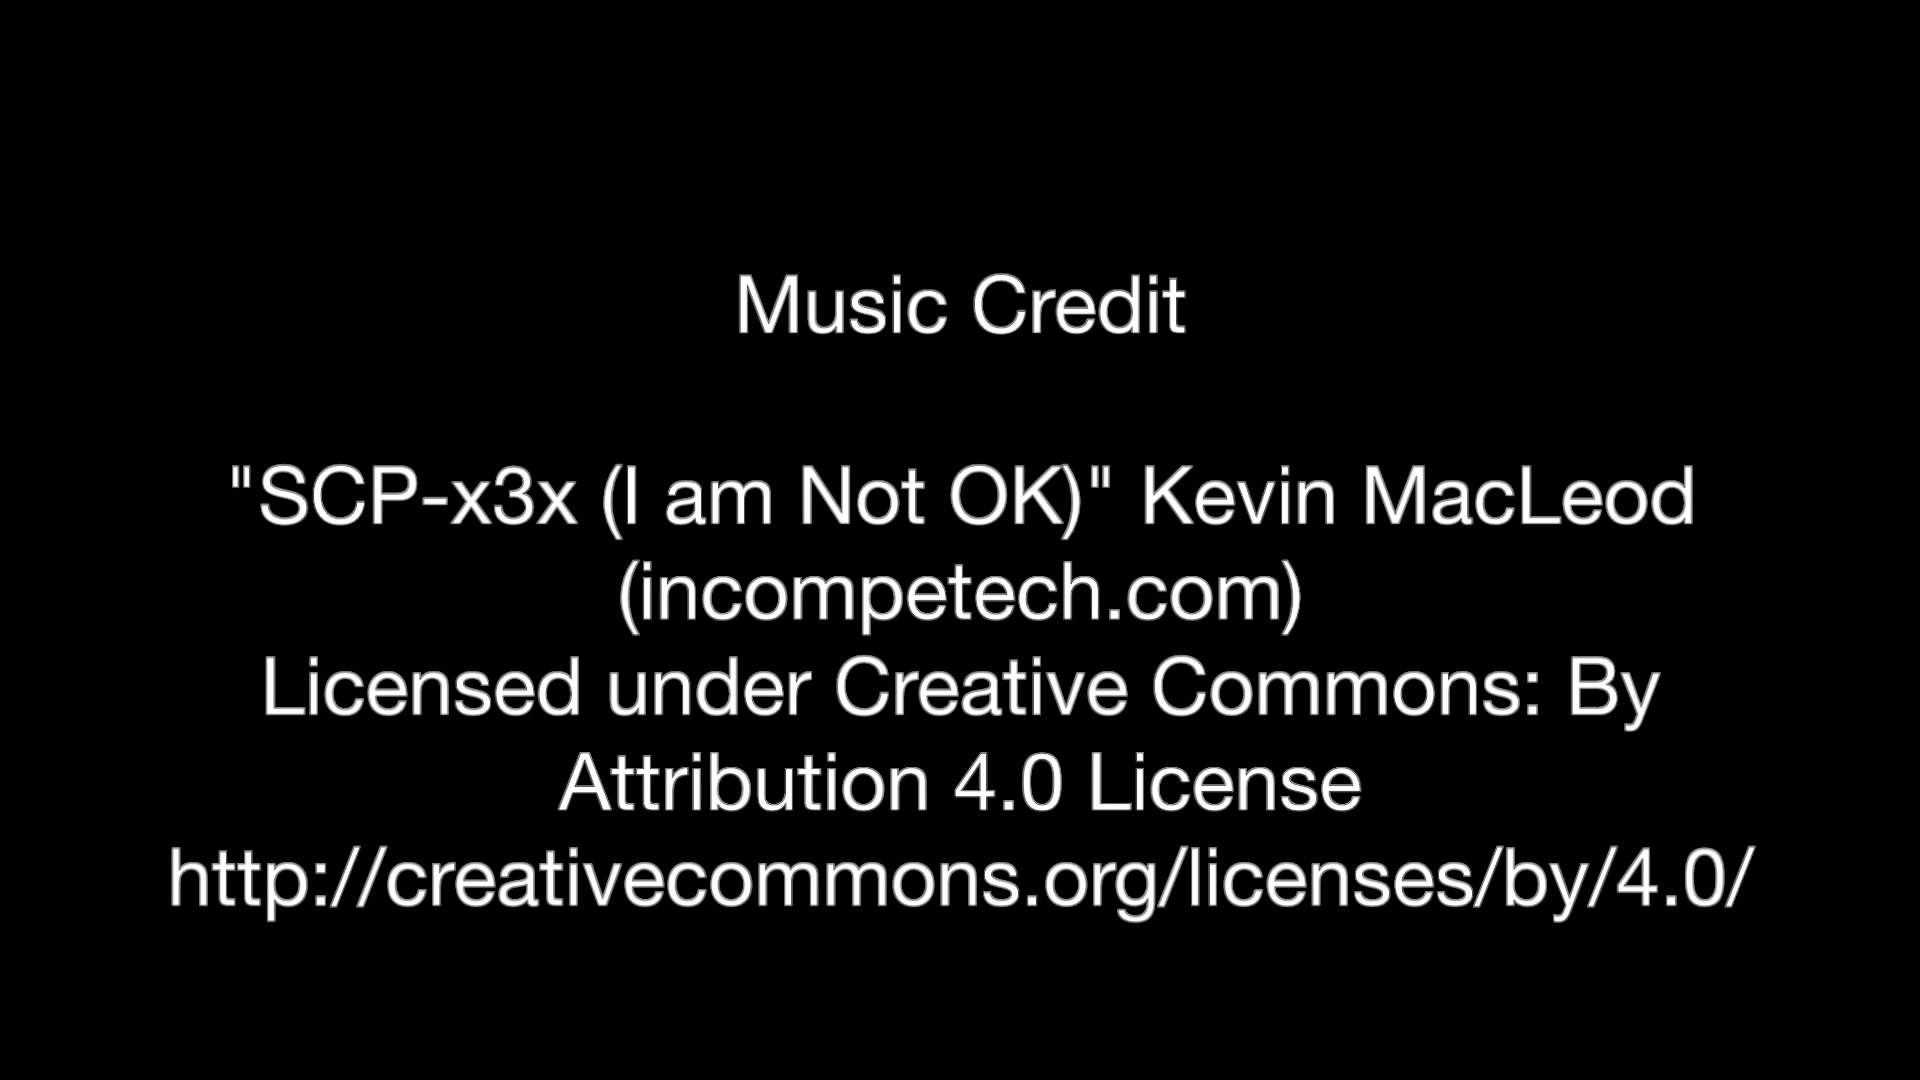 Music Credit
"SCP-x3x (I am Not OK)" Kevin MacLeod
(incompetech.com)
Licensed under Creative Commons: By
Attribution 4.0 License
http://creativecommons.org/licenses/by/4.0/